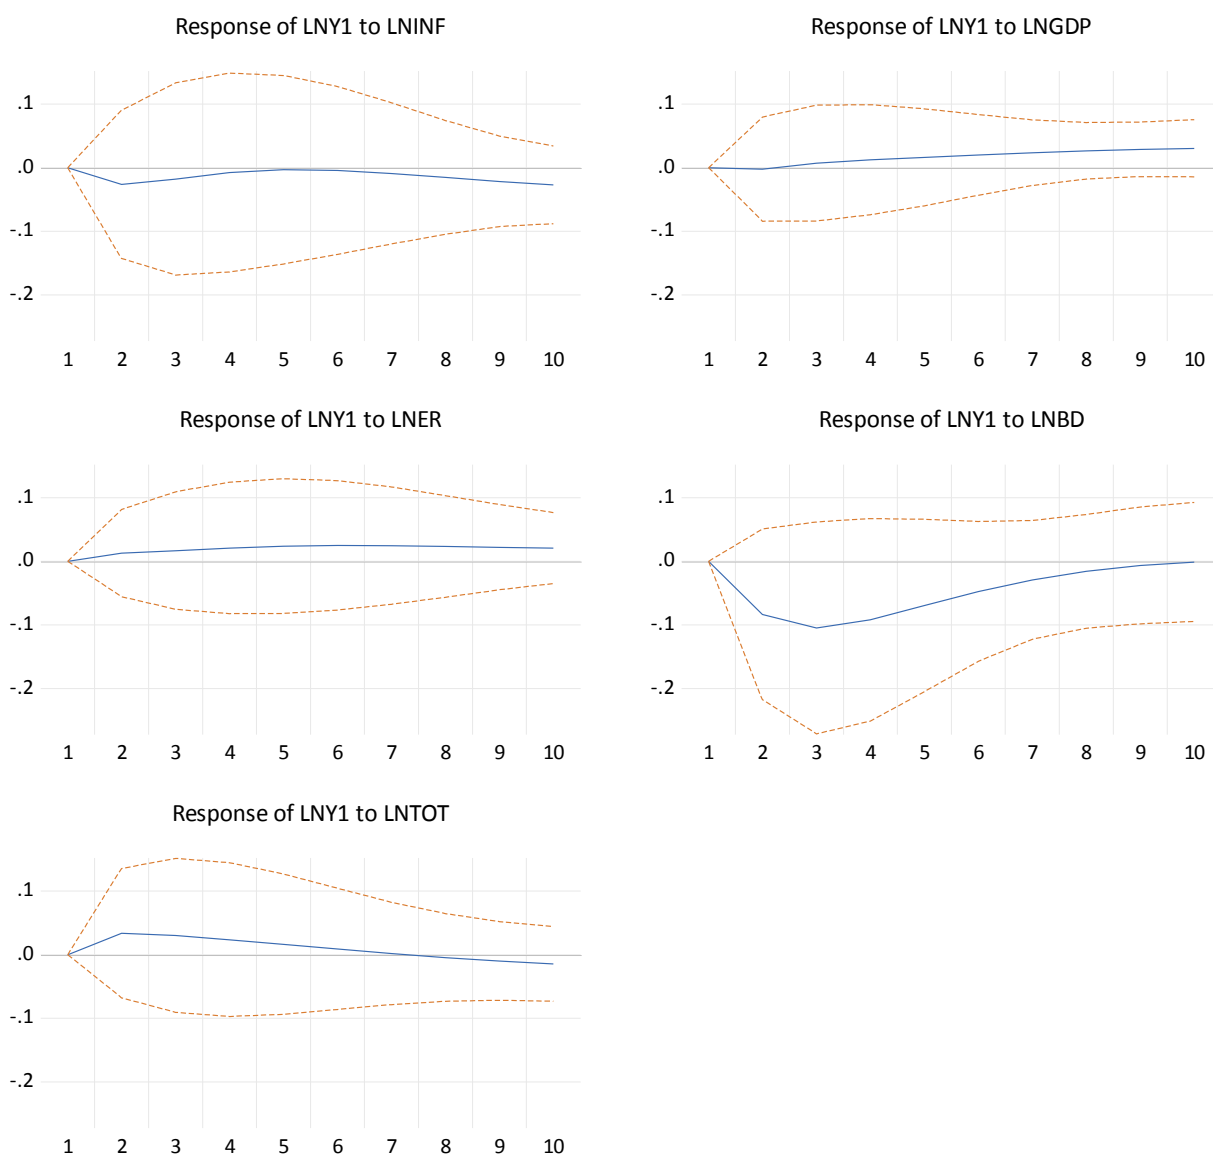 Response of LNY1 to LNINF
.1
.0
-.1
-.2
1 2 3 4 5 6 7 8 9 10
Response of LNY1 to LNGDP
.1
.0
-.1
-.2
1 2 3 4 5 6 7 8 9 10
Response of LNY1 to LNER
.1
.0
-.1
-.2
1 2 3 4 5 6 7 8 9 10
Response of LNY1 to LNBD
.1
.0
-.1
-.2
1 2 3 4 5 6 7 8 9 10
Response of LNY1 to LNTOT
.1
.0
-.1
-.2
1 2 3 4 5 6 7 8 9 10